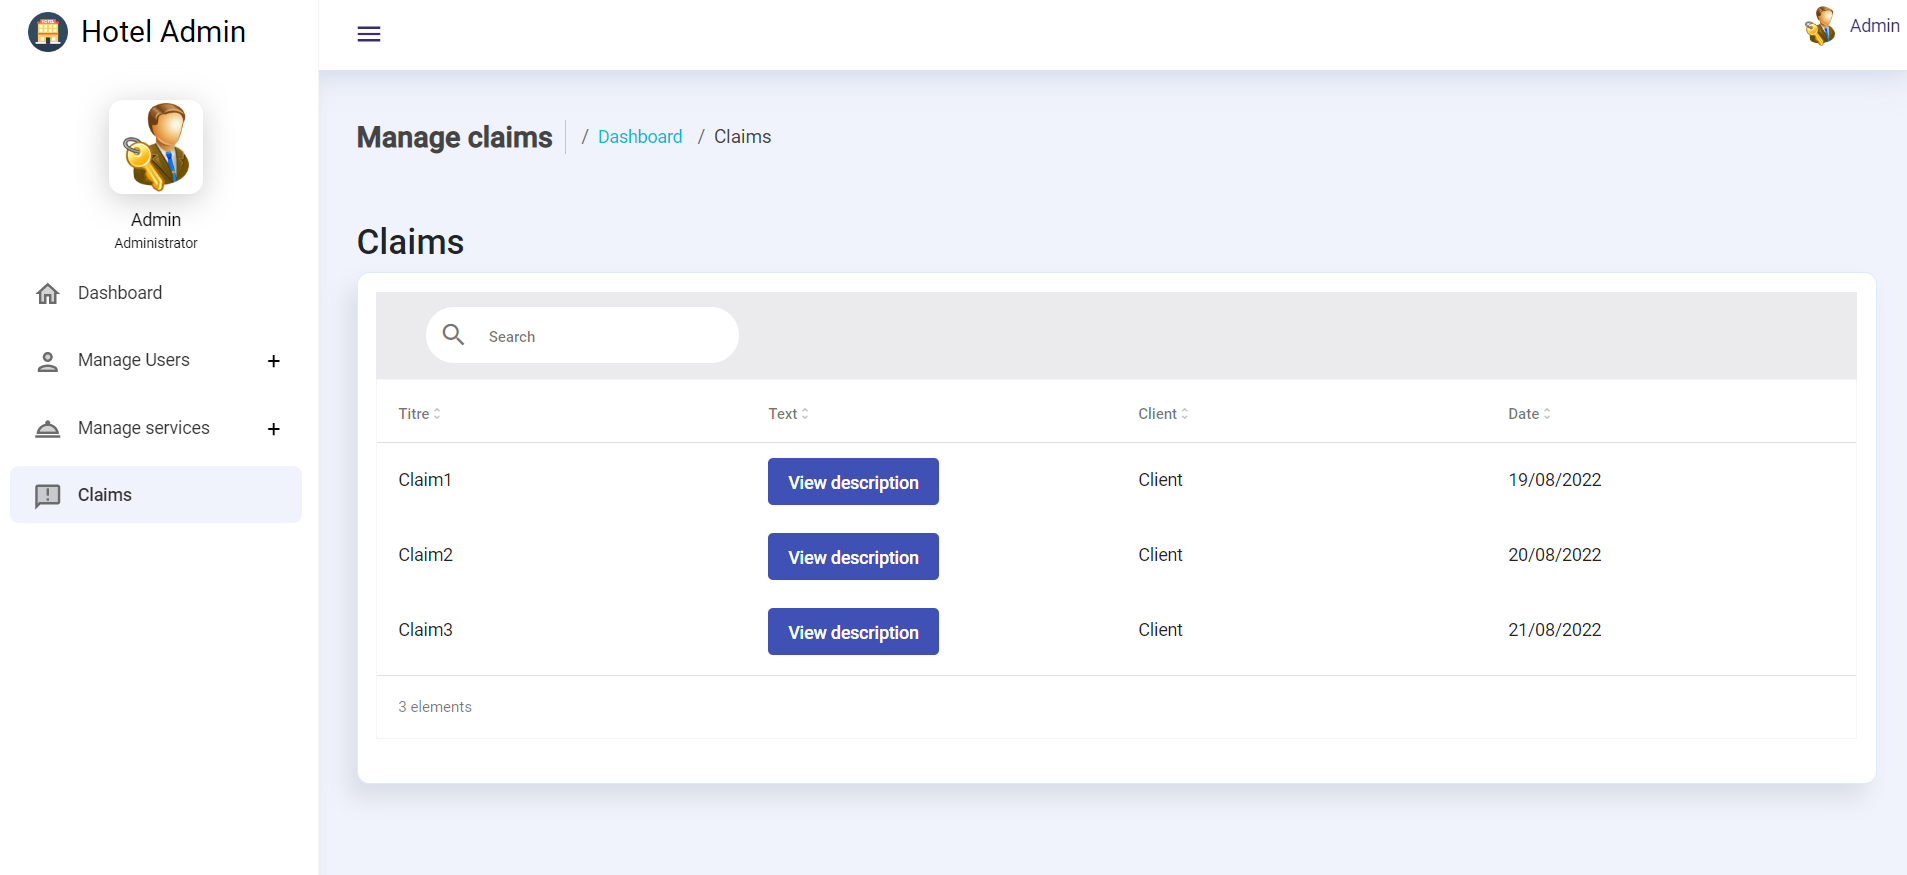 Hotel Admin
Admin
Admin
Administrator
Dashboard
Manage Users +
Manage services +
Claims
Manage claims / Dashboard / Claims
Claims
Search
Titre Text Client Date
Claim1 View description Client 19/08/2022
Claim2 View description Client 20/08/2022
Claim3 View description Client 21/08/2022
3 elements